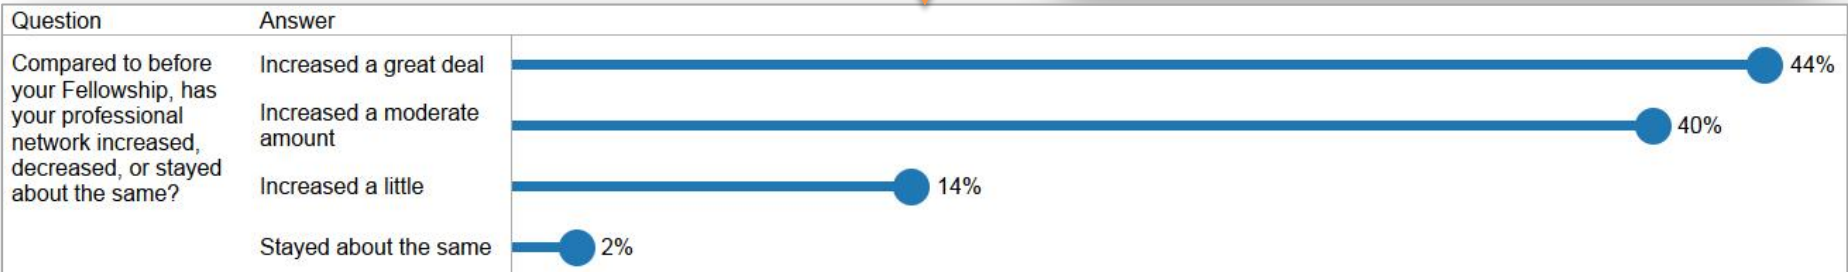 Question
Answer
Compared to before
your Fellowship, has
your professional
network increased,
decreased, or stayed
about the same?
Increased a great deal
44%
Increased a moderate
amount
40%
Increased a little
14%
Stayed about the same
2%